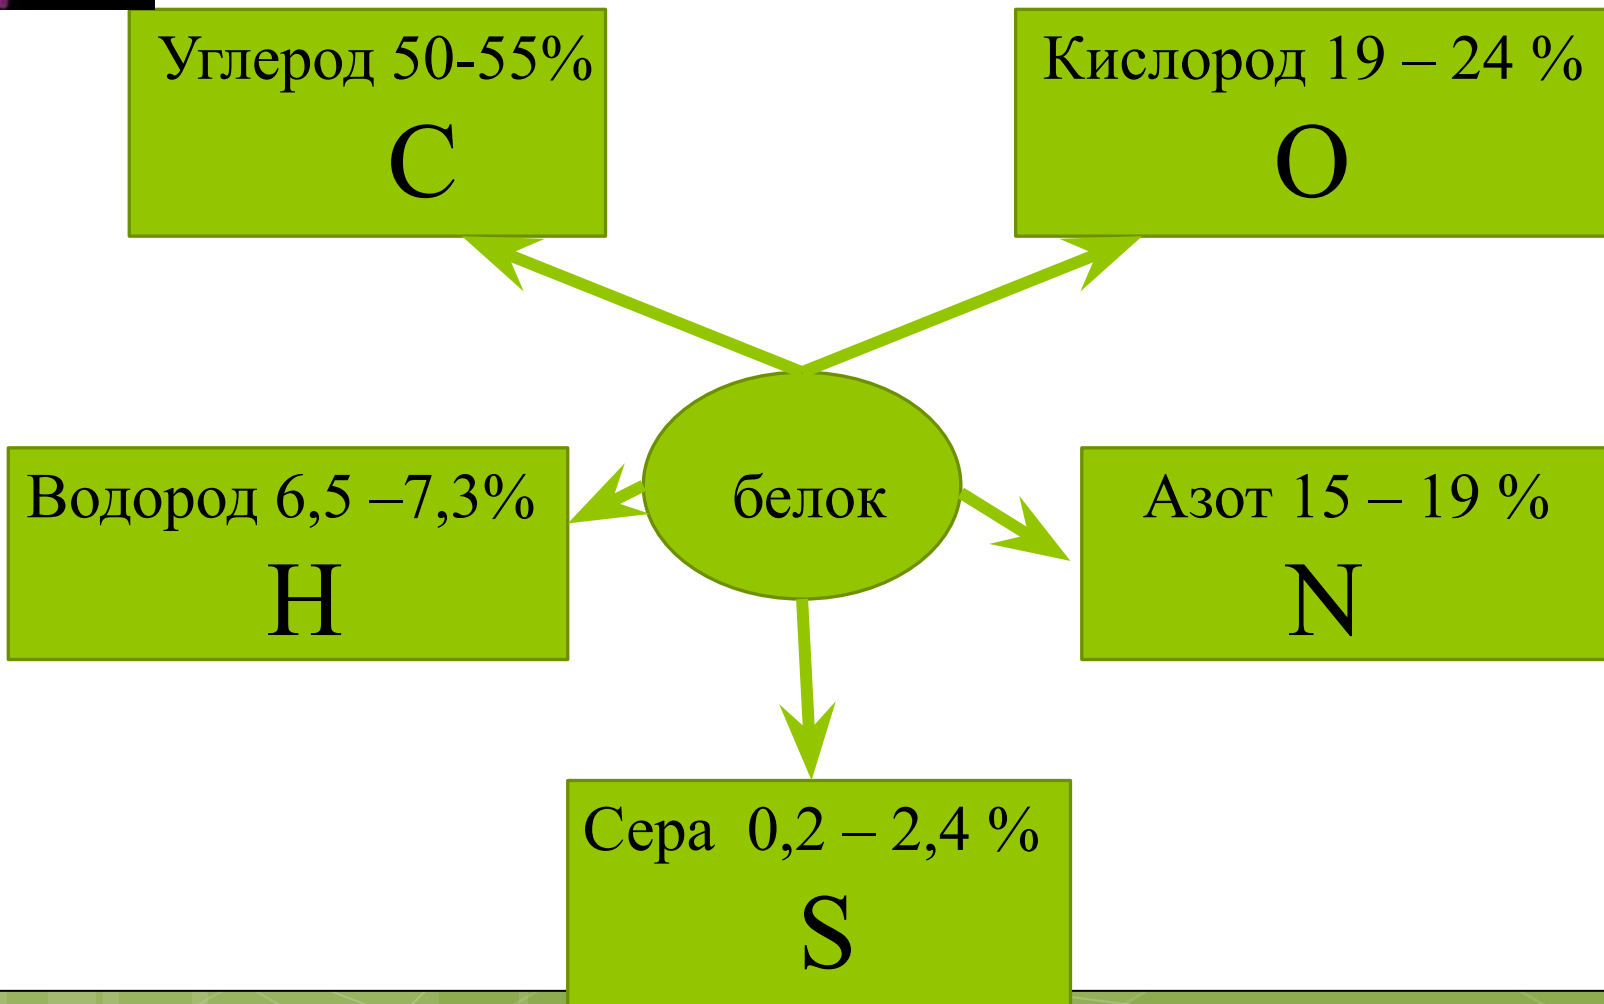 Углерод 50-55%
C
Кислород 19 – 24 %
O
белок
Водород 6,5 –7,3%
H
Азот 15 – 19 %
N
Сера 0,2 – 2,4 %
S